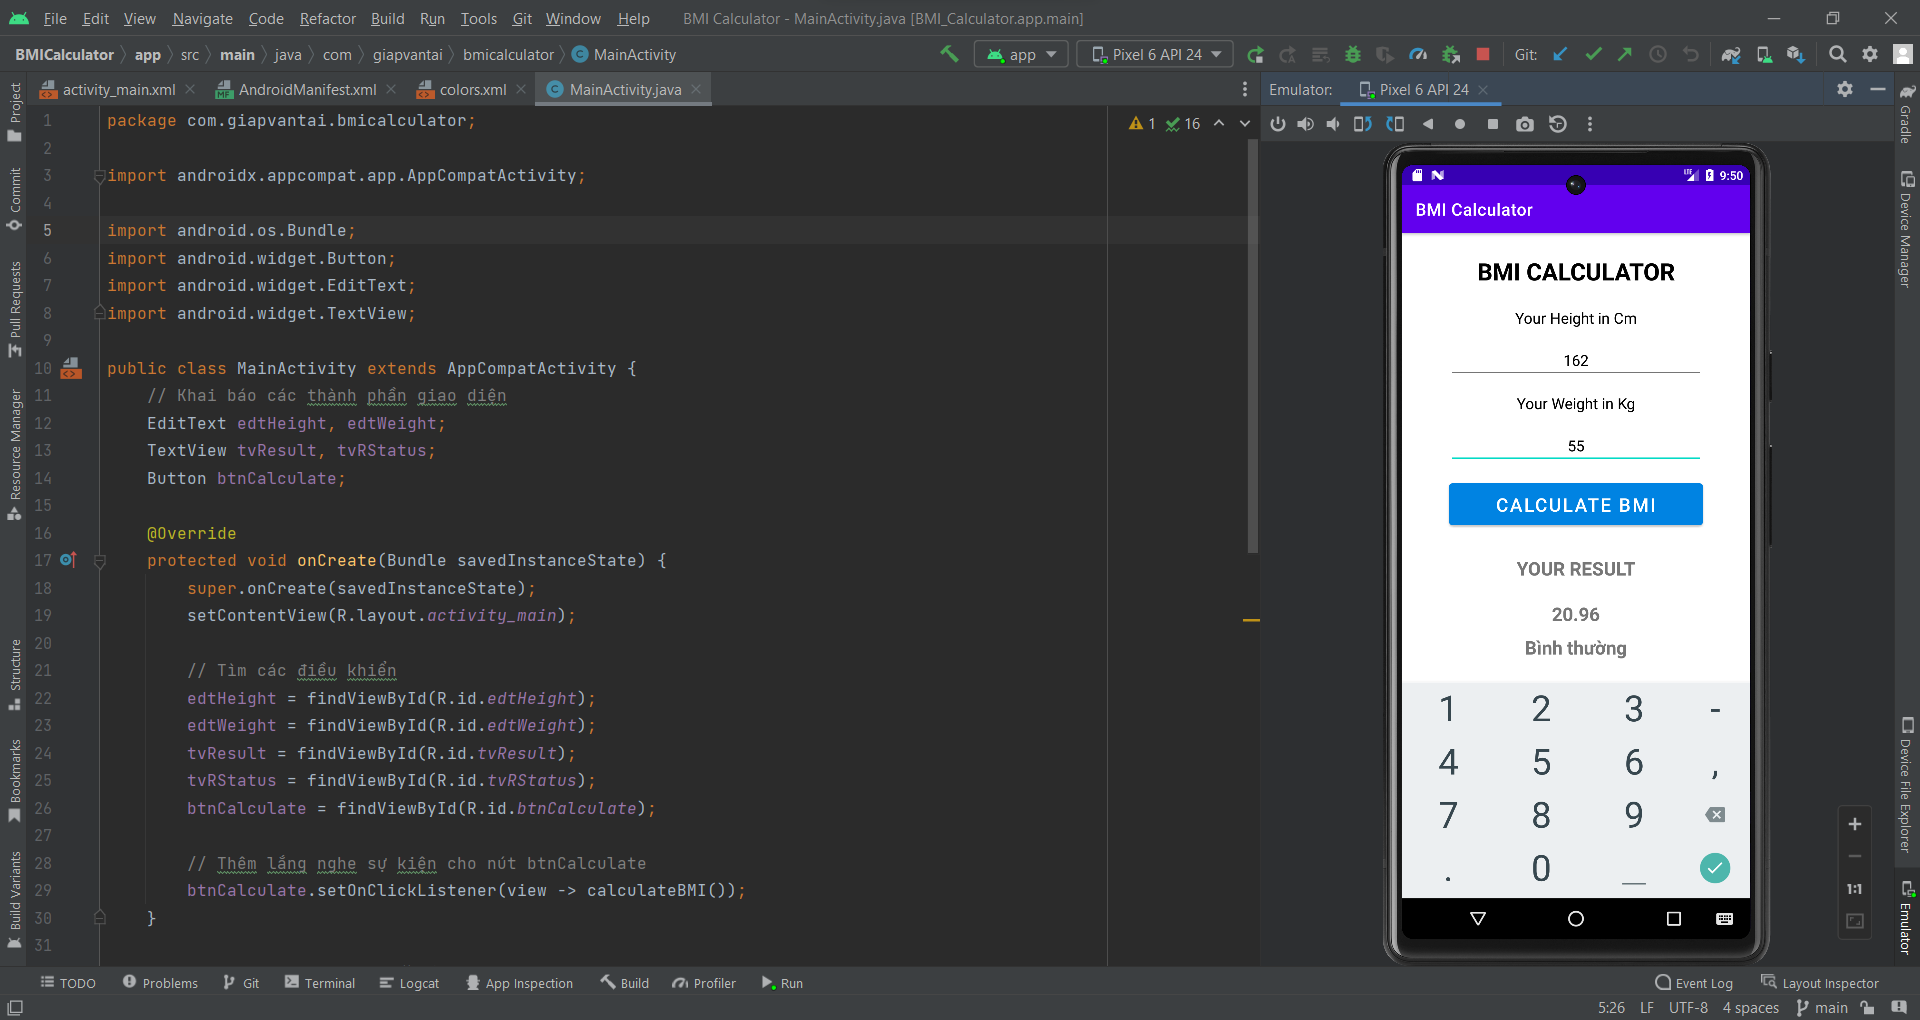 File Edit View Navigate Code Refactor Build Run Tools Git Window Help BMI Calculator - MainActivity.java [BMI_Calculator.app.main]
BMICalculator app src main java com giapvantai bmicalculator MainActivity app Pixel 6 API 24 Git:
activity_main.xml AndroidManifest.xml colors.xml MainActivity.java Emulator: Pixel 6 API 24
Project
Commit
Pull Requests
Resource Manager
Structure
Bookmarks
Build Variants
1 package com.giapvantai.bmicalculator;
2
3 import androidx.appcompat.app.AppCompatActivity;
4
5 import android.os.Bundle;
6 import android.widget.Button;
7 import android.widget.EditText;
8 import android.widget.TextView;
9
10 public class MainActivity extends AppCompatActivity {
11 // Khai báo các thành phần giao diện
12 EditText edtHeight, edtWeight;
13 TextView tvResult, tvRStatus;
14 Button btnCalculate;
15
16 @Override
17 protected void onCreate(Bundle savedInstanceState) {
18 super.onCreate(savedInstanceState);
19 setContentView(R.layout.activity_main);
20
21 // Tìm các điều khiển
22 edtHeight = findViewById(R.id.edtHeight);
23 edtWeight = findViewById(R.id.edtWeight);
24 tvResult = findViewById(R.id.tvResult);
25 tvRStatus = findViewById(R.id.tvRStatus);
26 btnCalculate = findViewById(R.id.btnCalculate);
27
28 // Thêm lắng nghe sự kiện cho nút btnCalculate
29 btnCalculate.setOnClickListener(view -> calculateBMI());
30 }
31
1 16
LTE 9:50
BMI Calculator
BMI CALCULATOR
Your Height in Cm
162
Your Weight in Kg
55
CALCULATE BMI
YOUR RESULT
20.96
Bình thường
1 2 3 -
4 5 6 ,
7 8 9
. 0 _
1:1
Gradle
Device Manager
Device File Explorer
Emulator
TODO Problems Git Terminal Logcat App Inspection Build Profiler Run Event Log Layout Inspector
5:26 LF UTF-8 4 spaces main